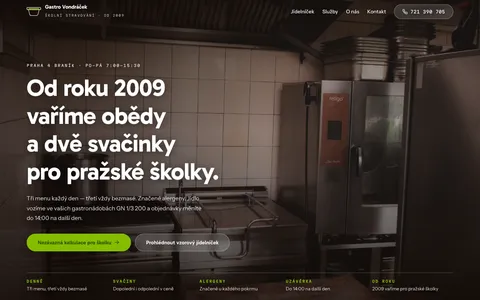 Gastro Vondráček
ŠKOLNÍ STRAVOVÁNÍ · OD 2009
Jídelníček Služby O nás Kontakt 721 390 705
PRAHA 4 BRANÍK · PO–PÁ 7:00–15:30
Od roku 2009
vaříme obědy
a dvě svačinky
pro pražské školky.
Tři menu každý den — třetí vždy bezmasé. Značené alergeny, jídlo
vozíme ve vašich gastronádobách GN 1/3 200 a objednávky měníte
do 14:00 na další den.
Nezávazná kalkulace pro školku →
Prohlédnout vzorový jídelníček
DENNĚ SVAČINY ALERGENY UZÁVĚRKA OD ROKU
Tři menu, třetí vždy bezmasé Dopolední i odpolední v ceně Značené u každého pokrmu Do 14:00 na další den 2009 vaříme pro pražské školky